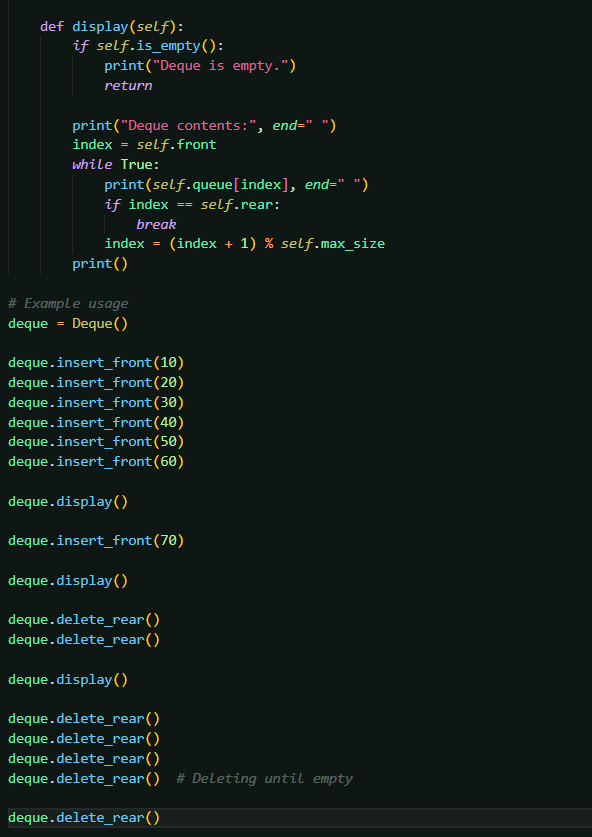 def display(self):
        if self.is_empty():
            print("Deque is empty.")
            return

        print("Deque contents:", end=" ")
        index = self.front
        while True:
            print(self.queue[index], end=" ")
            if index == self.rear:
                break
            index = (index + 1) % self.max_size
        print()

# Example usage
deque = Deque()

deque.insert_front(10)
deque.insert_front(20)
deque.insert_front(30)
deque.insert_front(40)
deque.insert_front(50)
deque.insert_front(60)

deque.display()

deque.insert_front(70)

deque.display()

deque.delete_rear()
deque.delete_rear()

deque.display()

deque.delete_rear()
deque.delete_rear()
deque.delete_rear()
deque.delete_rear()  # Deleting until empty

deque.delete_rear()